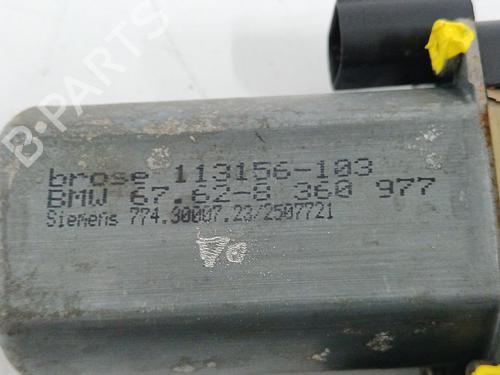 brose 113156-103
BMW 67.62-8 360 977
Siemens 774.30007.23/2507721
B-PARTS